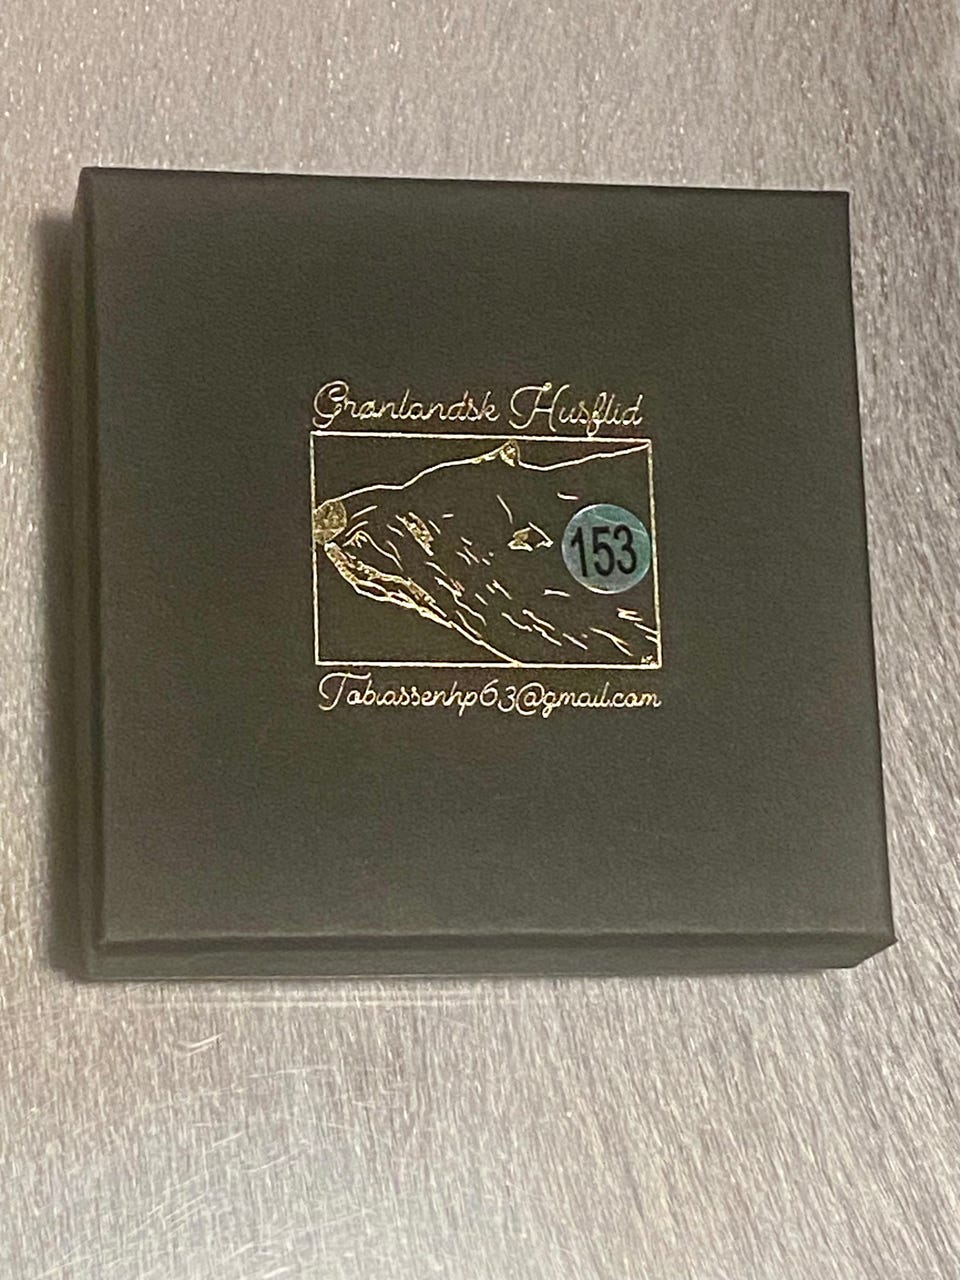 Grønlandsk Husflid
153
Tobiassenhp63@gmail.com